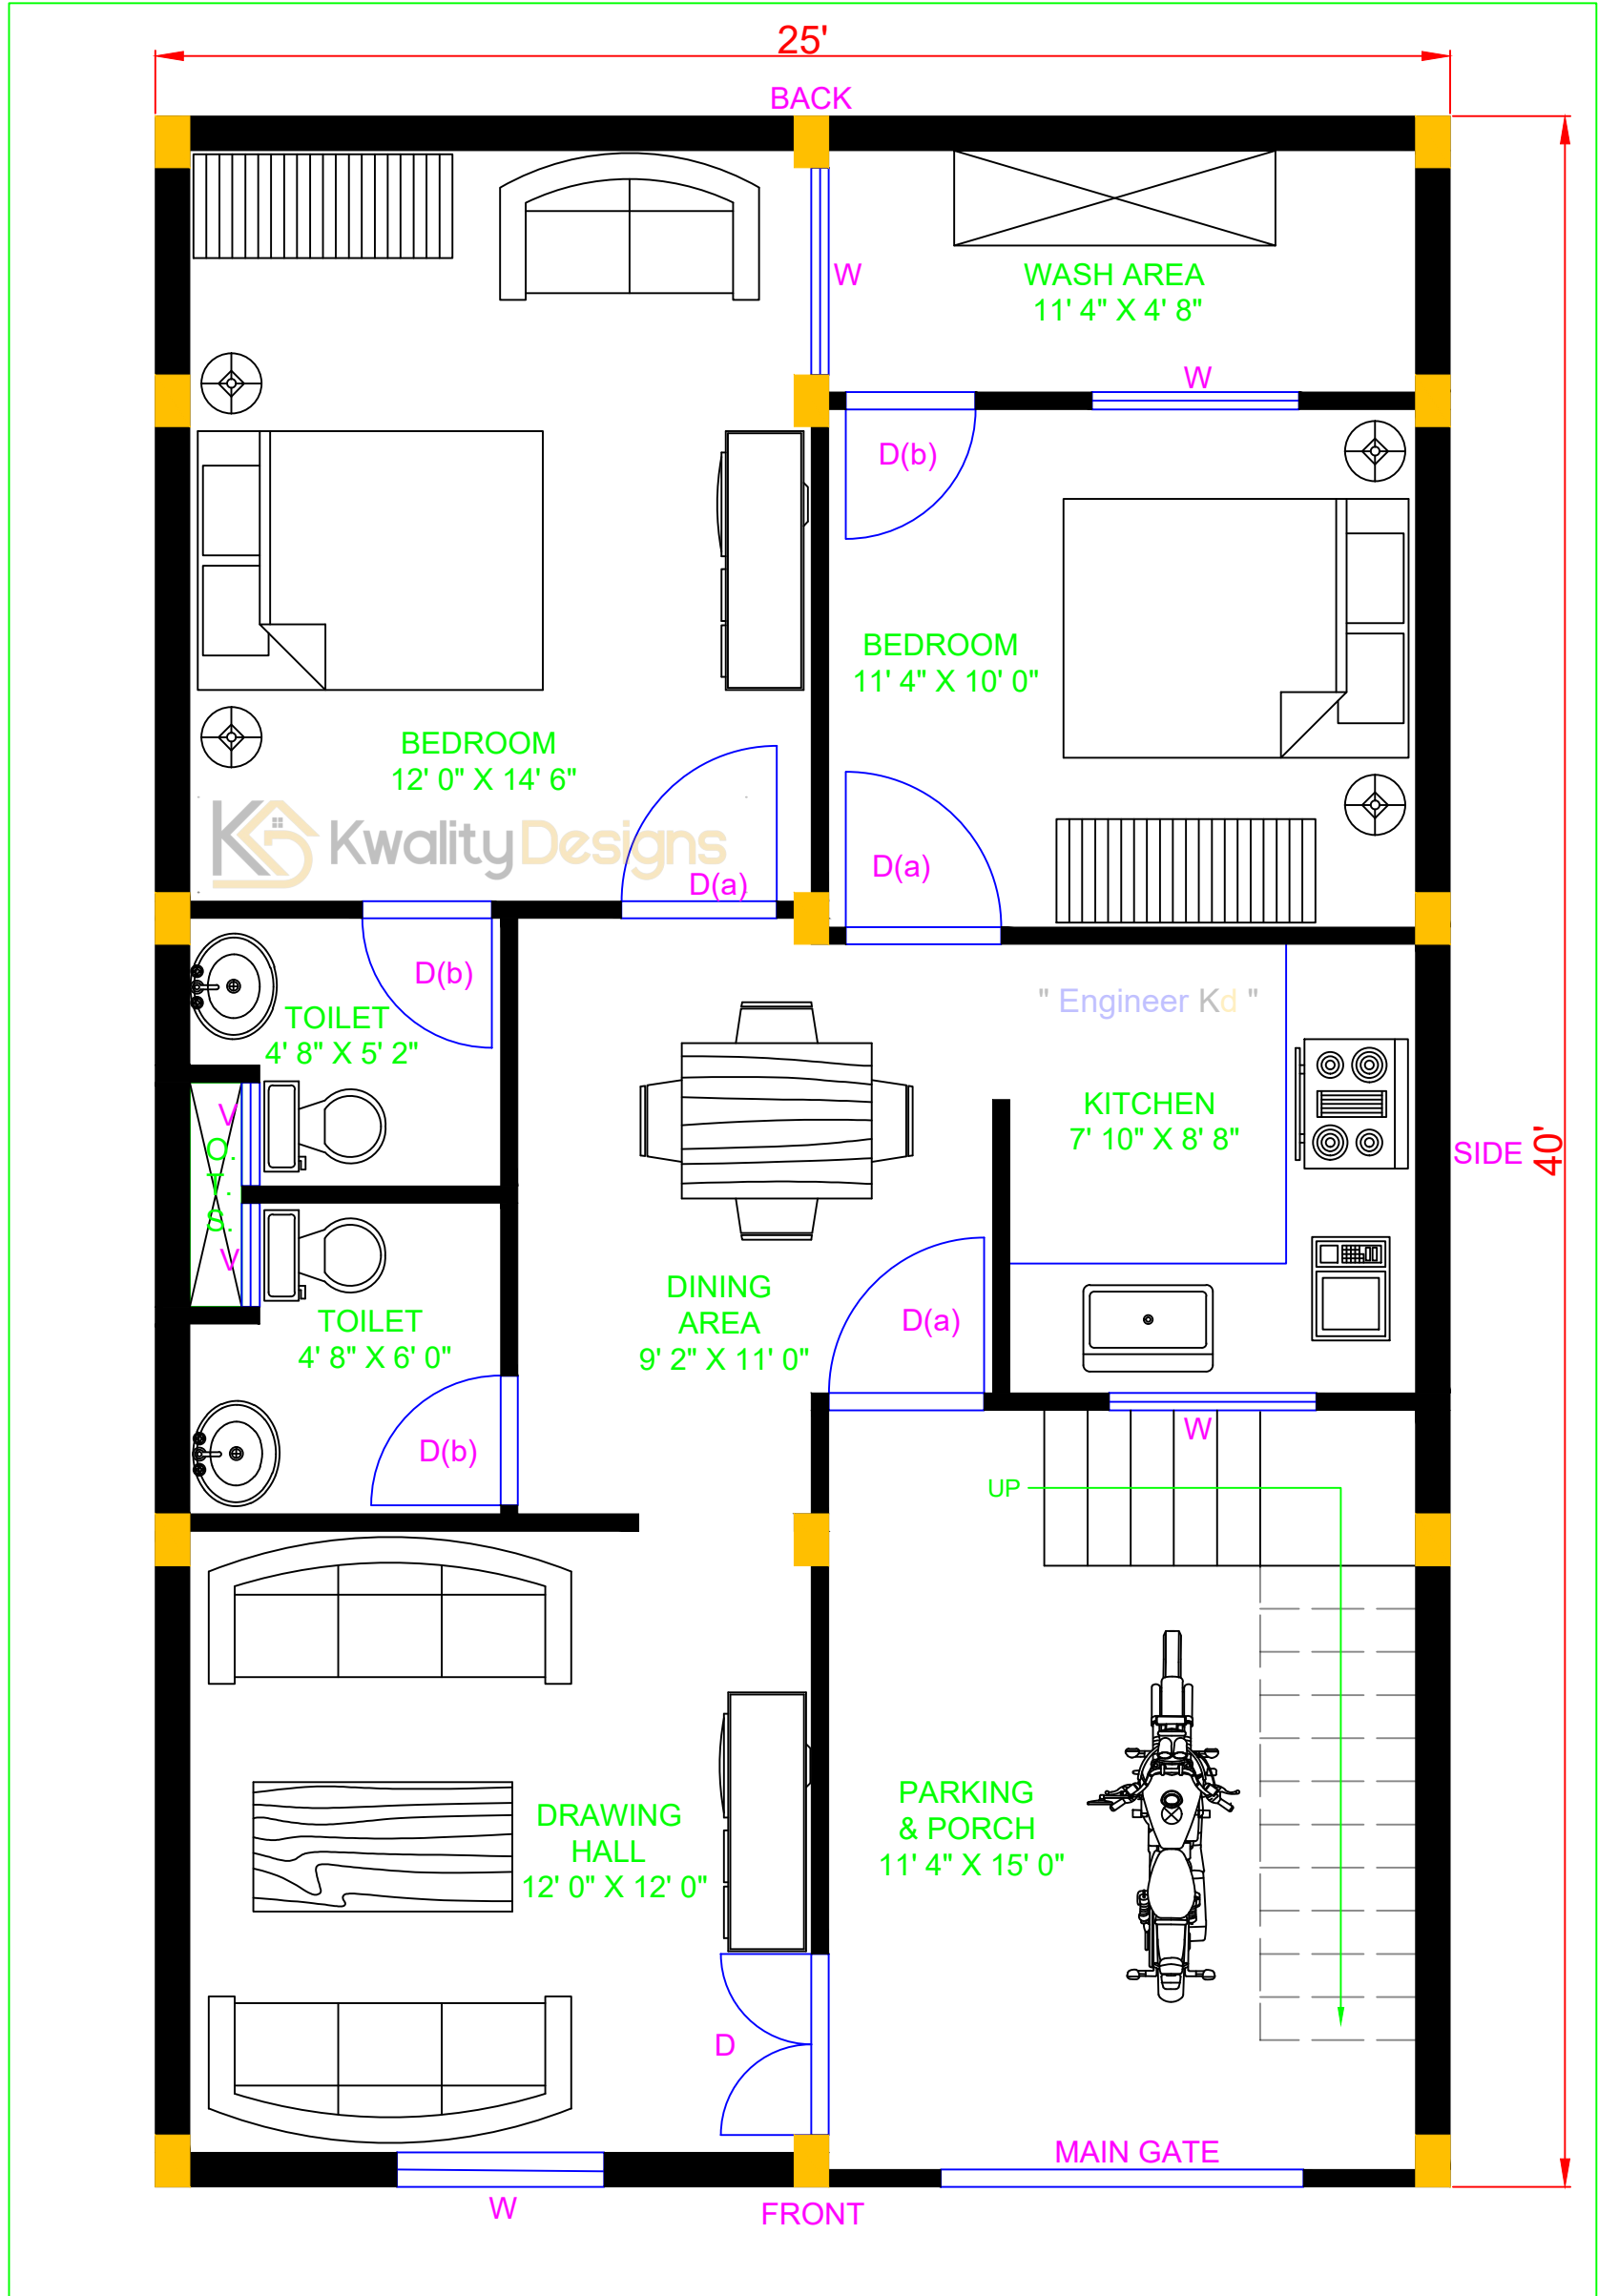 25'
BACK
W
WASH AREA
11' 4" X 4' 8"
W
D(b)
BEDROOM
11' 4" X 10' 0"
BEDROOM
12' 0" X 14' 6"
Kd KwalityDesigns
D(a)
D(a)
D(b)
" Engineer Kd "
TOILET
4' 8" X 5' 2"
KITCHEN
7' 10" X 8' 8"
V
O.
T.
S.
V
SIDE
40'
DINING
AREA
9' 2" X 11' 0"
D(a)
TOILET
4' 8" X 6' 0"
D(b)
W
UP
DRAWING
HALL
12' 0" X 12' 0"
PARKING
& PORCH
11' 4" X 15' 0"
D
MAIN GATE
W
FRONT